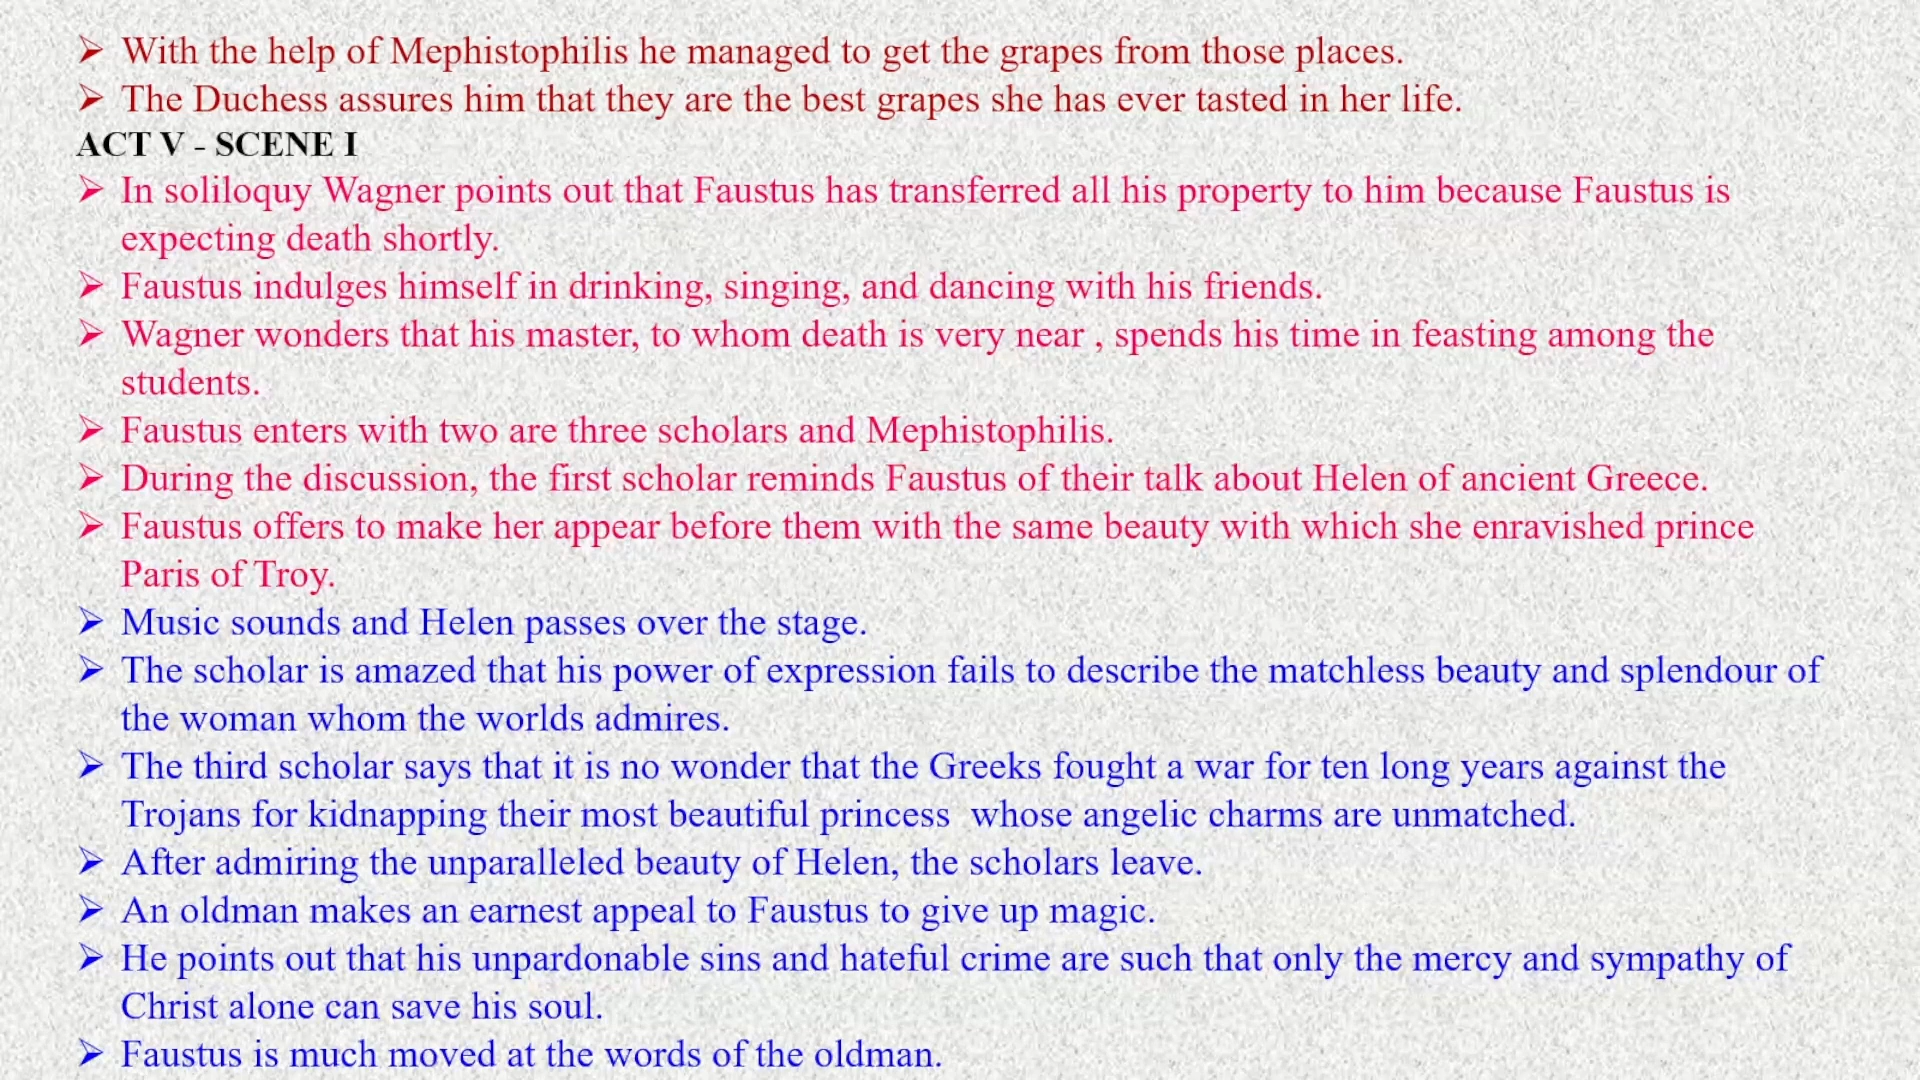 ➢ With the help of Mephistophilis he managed to get the grapes from those places.
➢ The Duchess assures him that they are the best grapes she has ever tasted in her life.
ACT V - SCENE I
➢ In soliloquy Wagner points out that Faustus has transferred all his property to him because Faustus is
expecting death shortly.
➢ Faustus indulges himself in drinking, singing, and dancing with his friends.
➢ Wagner wonders that his master, to whom death is very near , spends his time in feasting among the
students.
➢ Faustus enters with two are three scholars and Mephistophilis.
➢ During the discussion, the first scholar reminds Faustus of their talk about Helen of ancient Greece.
➢ Faustus offers to make her appear before them with the same beauty with which she enravished prince
Paris of Troy.
➢ Music sounds and Helen passes over the stage.
➢ The scholar is amazed that his power of expression fails to describe the matchless beauty and splendour of
the woman whom the worlds admires.
➢ The third scholar says that it is no wonder that the Greeks fought a war for ten long years against the
Trojans for kidnapping their most beautiful princess  whose angelic charms are unmatched.
➢ After admiring the unparalleled beauty of Helen, the scholars leave.
➢ An oldman makes an earnest appeal to Faustus to give up magic.
➢ He points out that his unpardonable sins and hateful crime are such that only the mercy and sympathy of
Christ alone can save his soul.
➢ Faustus is much moved at the words of the oldman.